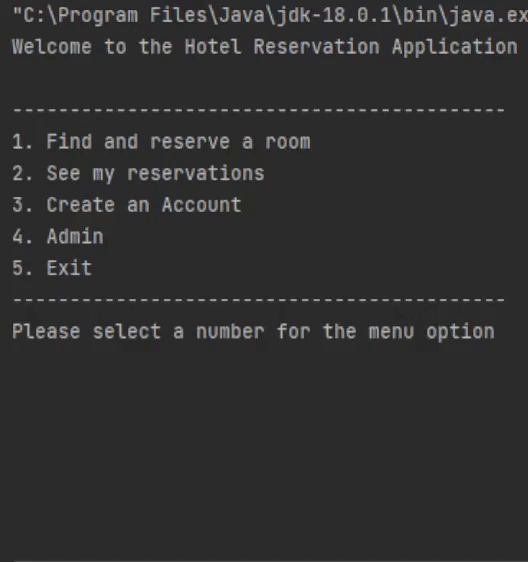 "C:\Program Files\Java\jdk-18.0.1\bin\java.ex
Welcome to the Hotel Reservation Application
--------------------------------------------
1. Find and reserve a room
2. See my reservations
3. Create an Account
4. Admin
5. Exit
--------------------------------------------
Please select a number for the menu option